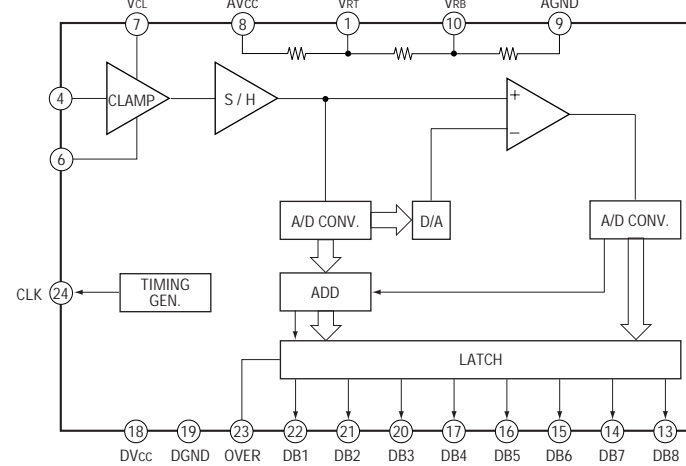 VCL AVCC VRT VRB AGND
7 8 1 10 9
4 CLAMP S / H + −
6
A/D CONV. D/A A/D CONV.
CLK 24 TIMING GEN. ADD
LATCH
18 19 23 22 21 20 17 16 15 14 13
DVCC DGND OVER DB1 DB2 DB3 DB4 DB5 DB6 DB7 DB8